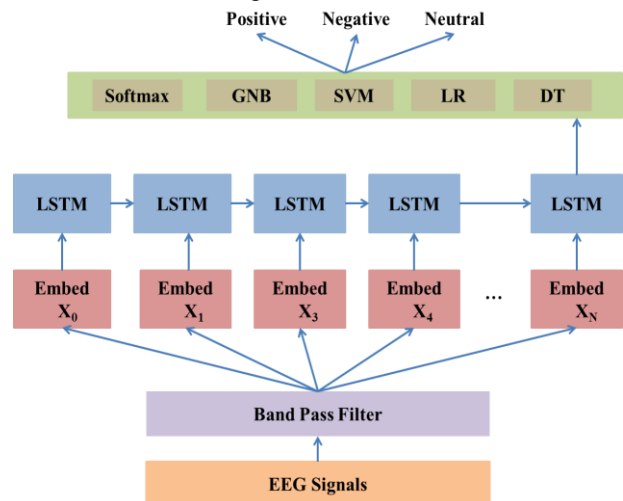 Positive Negative Neutral
Softmax GNB SVM LR DT
LSTM LSTM LSTM LSTM LSTM
Embed Embed Embed Embed Embed
X0 X1 X3 X4 ... XN
Band Pass Filter
EEG Signals